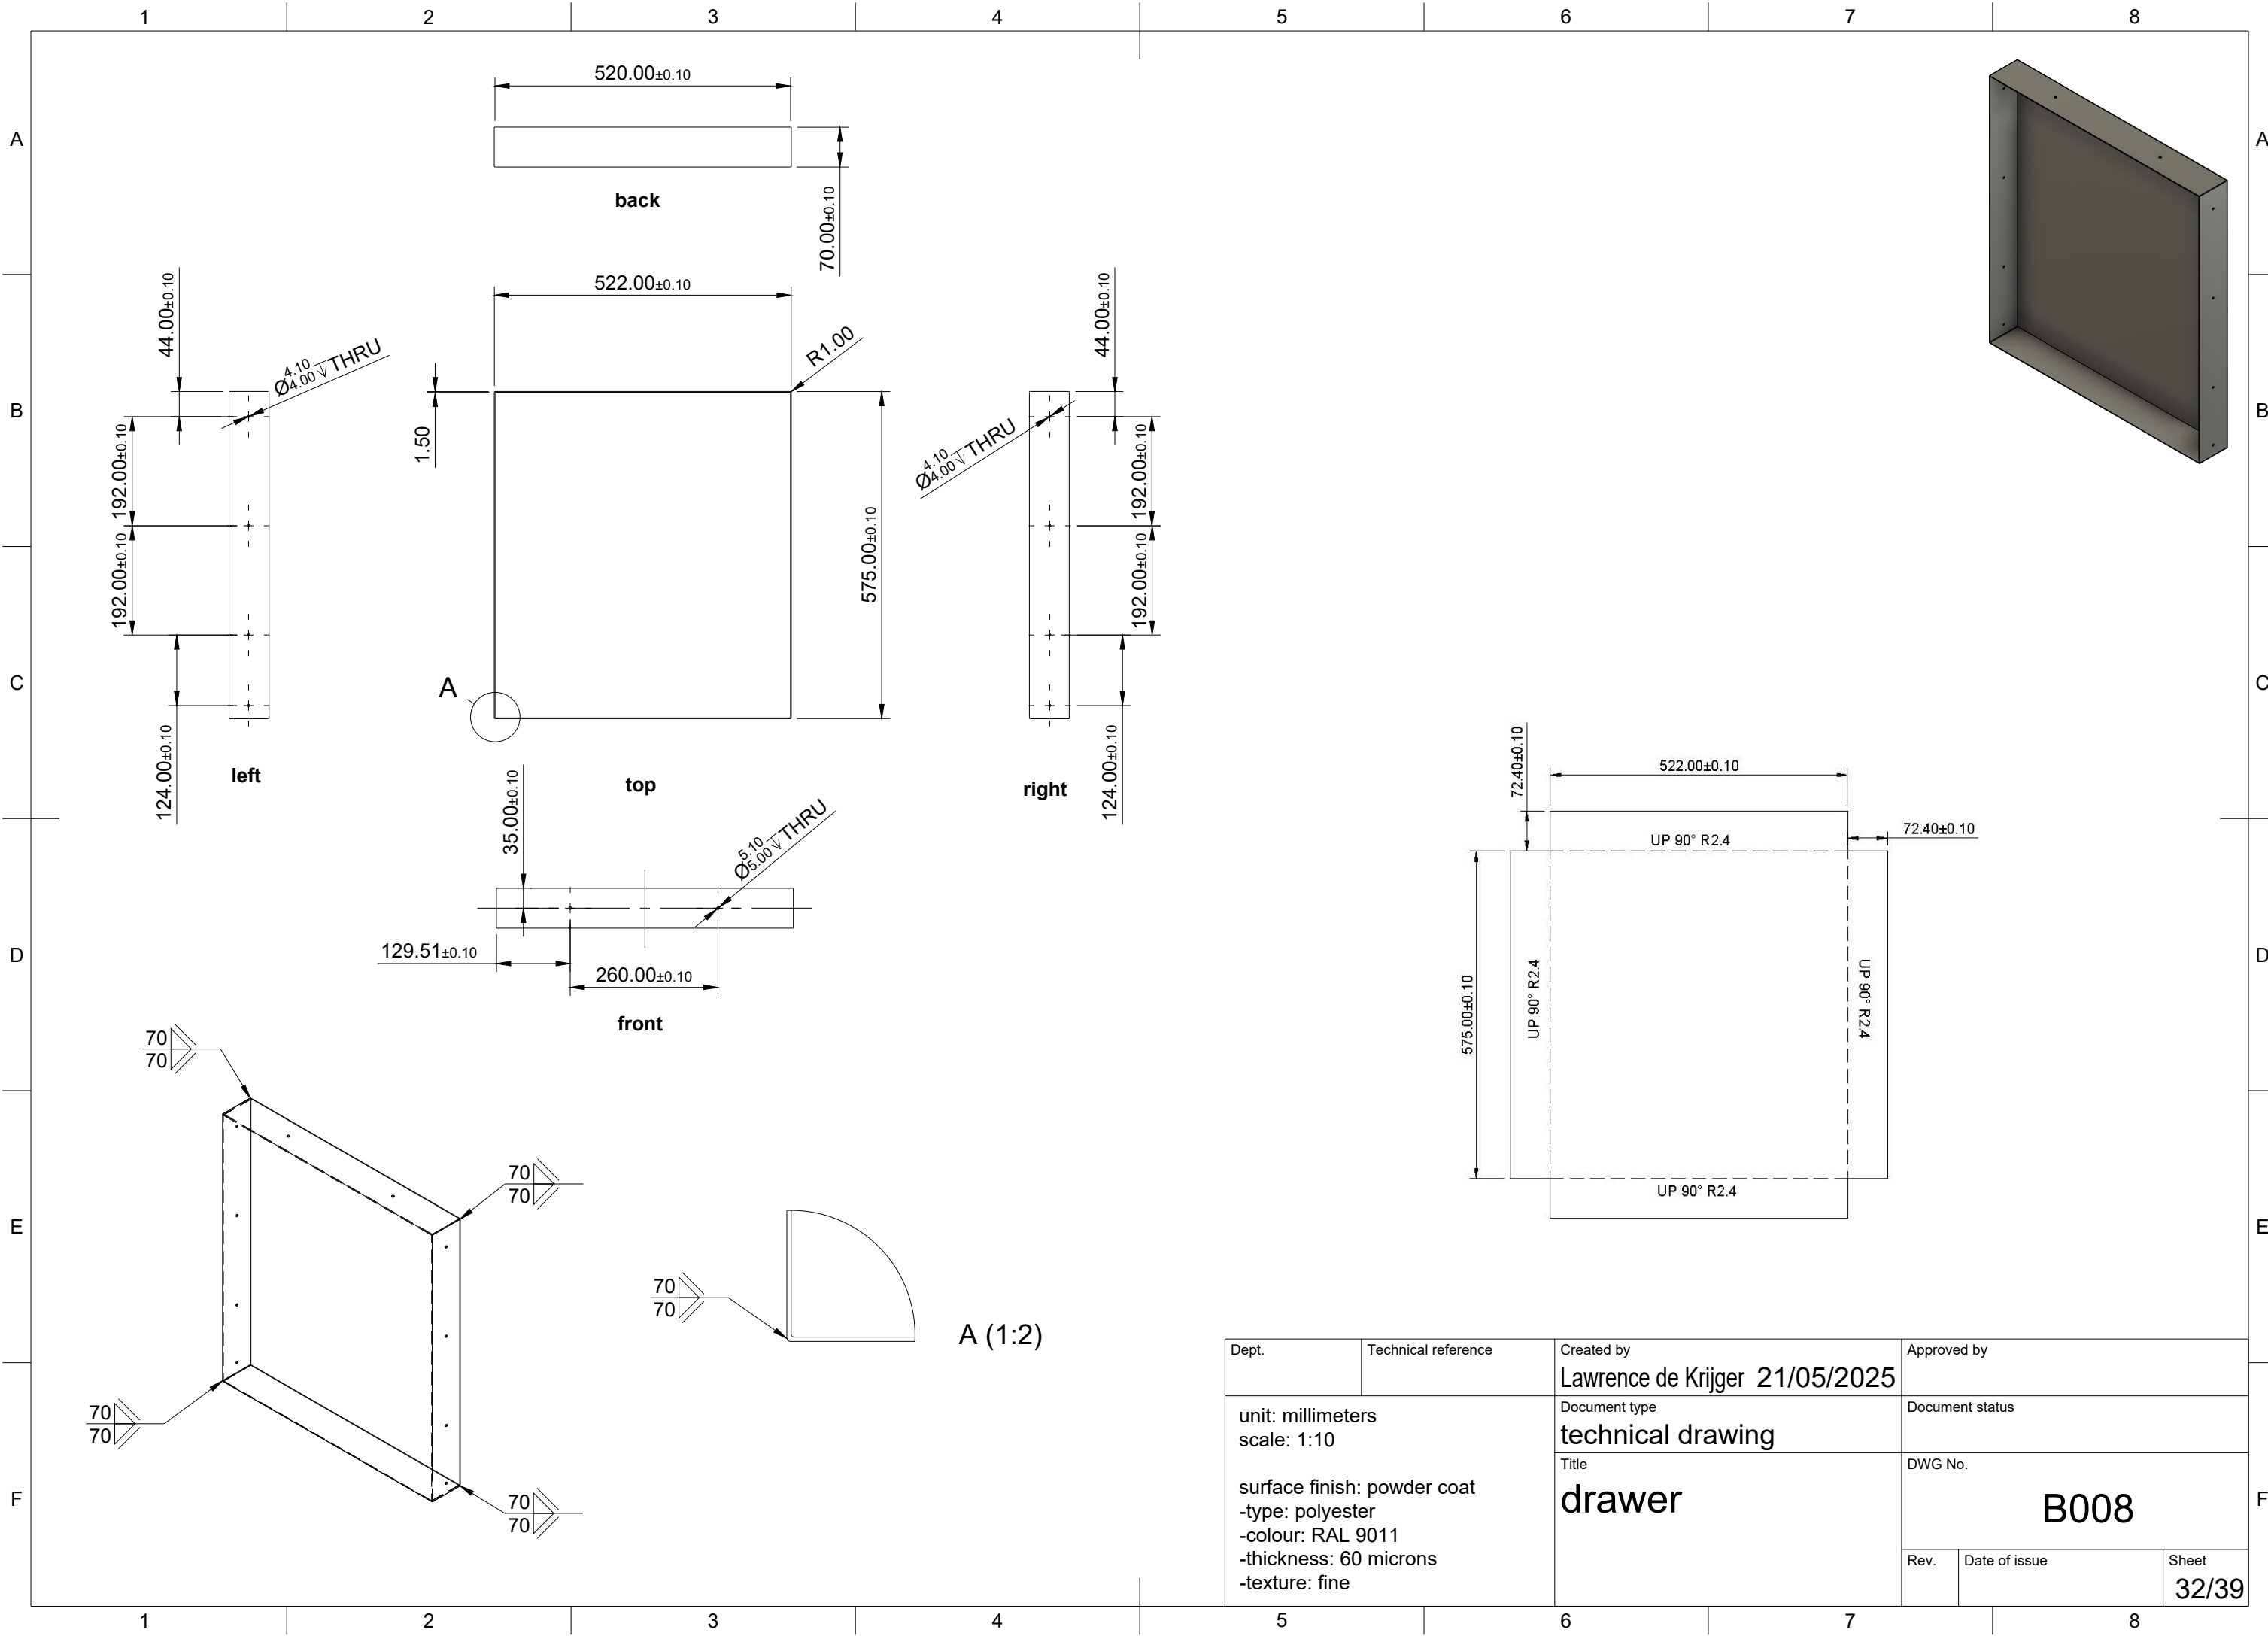 1 2 3 4 5 6 7 8
A A
B B
C C
D D
E E
F F
520.00±0.10
70.00±0.10
back
522.00±0.10
R1.00
1.50
575.00±0.10
A
top
44.00±0.10
Ø4.10 4.00 ↧ THRU
192.00±0.10
192.00±0.10
124.00±0.10
left
44.00±0.10
Ø4.10 4.00 ↧ THRU
192.00±0.10
192.00±0.10
124.00±0.10
right
35.00±0.10
Ø5.10 5.00 ↧ THRU
129.51±0.10
260.00±0.10
front
72.40±0.10
522.00±0.10
72.40±0.10
UP 90° R2.4
575.00±0.10
UP 90° R2.4
UP 90° R2.4
UP 90° R2.4
70
70
70
70
70
70
70
70
70
70
A (1:2)
Dept.
Technical reference
Created by
Lawrence de Krijger 21/05/2025
Approved by
unit: millimeters
scale: 1:10
surface finish: powder coat
-type: polyester
-colour: RAL 9011
-thickness: 60 microns
-texture: fine
Document type
technical drawing
Document status
Title
drawer
DWG No.
B008
Rev.
Date of issue
Sheet
32/39
1 2 3 4 5 6 7 8